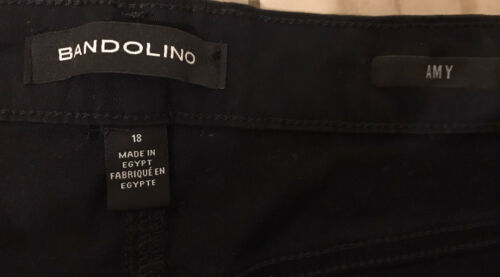 BANDOLINO
AMY
18
MADE IN
EGYPT
FABRIQUÉ EN
EGYPTE